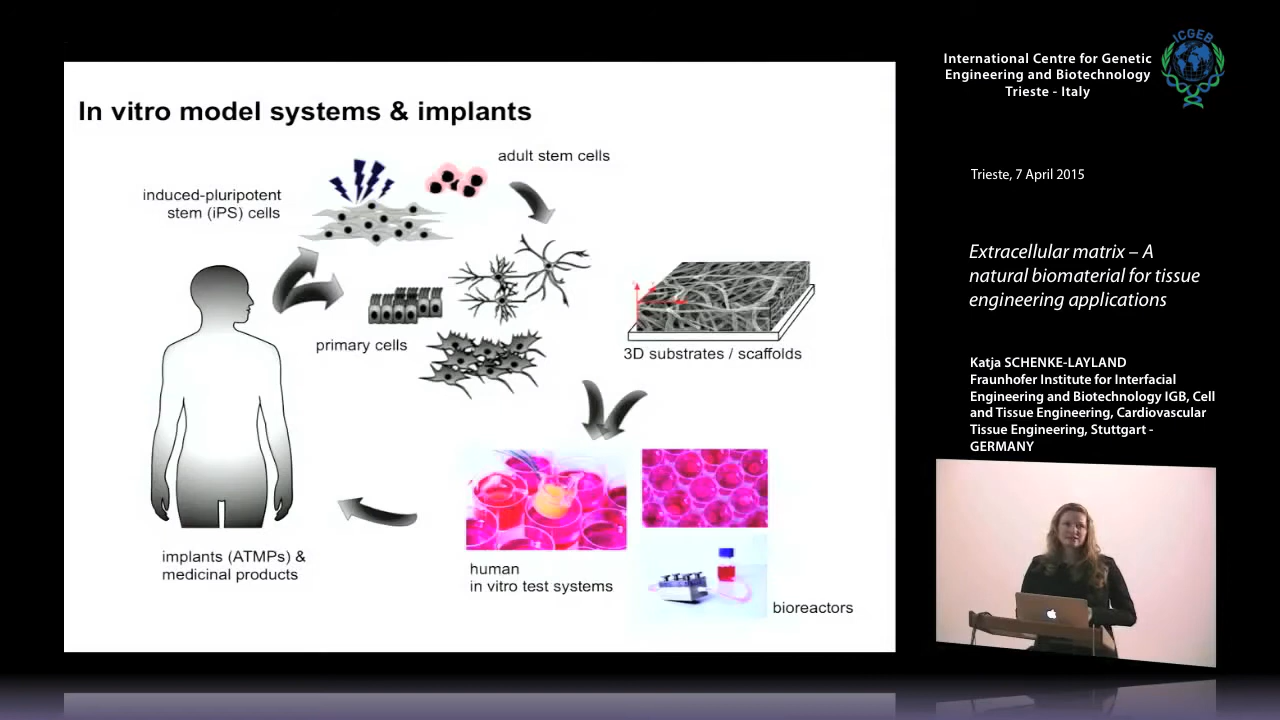 In vitro model systems & implants
adult stem cells
induced-pluripotent
stem (iPS) cells
primary cells
3D substrates / scaffolds
implants (ATMPs) &
medicinal products
human
in vitro test systems
bioreactors
International Centre for Genetic
Engineering and Biotechnology
Trieste - Italy
ICGEB
Trieste, 7 April 2015
Extracellular matrix – A
natural biomaterial for tissue
engineering applications
Katja SCHENKE-LAYLAND
Fraunhofer Institute for Interfacial
Engineering and Biotechnology IGB, Cell
and Tissue Engineering, Cardiovascular
Tissue Engineering, Stuttgart -
GERMANY